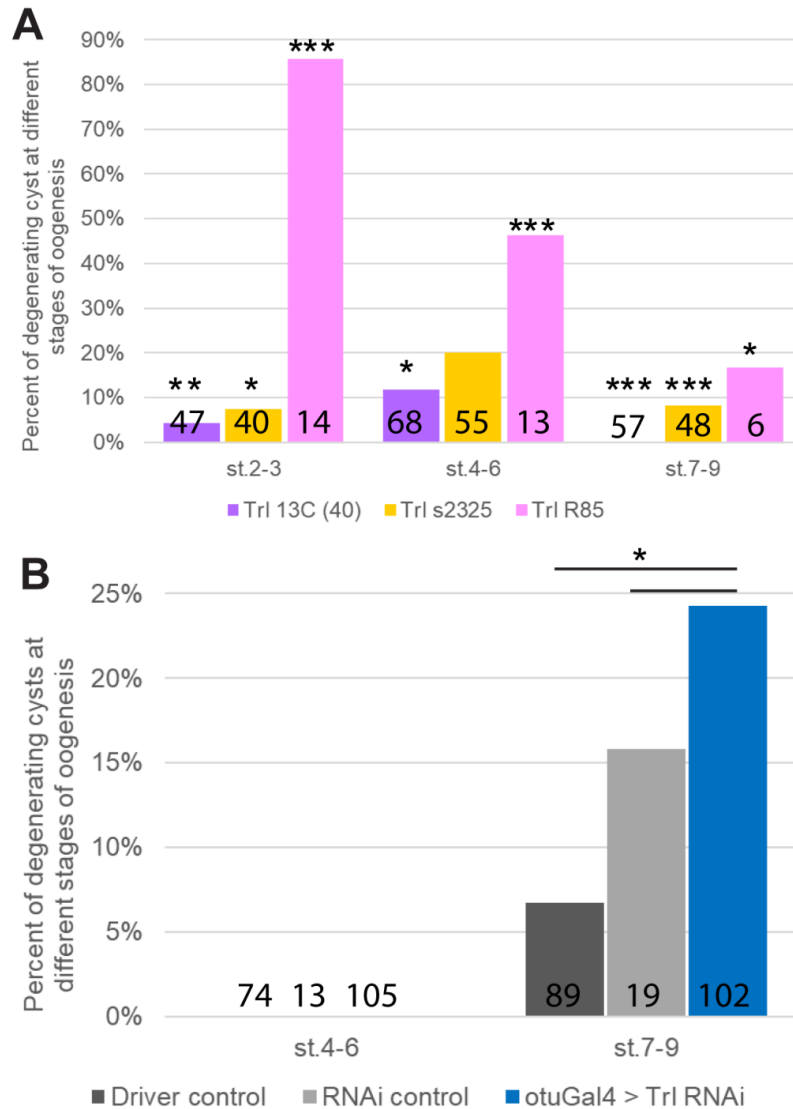 A
Percent of degenerating cyst at different
stages of oogenesis
90%
80%
70%
60%
50%
40%
30%
20%
10%
0%
***
***
** * * *** *** *
47 40 14 68 55 13 57 48 6
st.2-3 st.4-6 st.7-9
Trl 13C (40) Trl s2325 Trl R85
B
Percent of degenerating cysts at
different stages of oogenesis
25%
20%
15%
10%
5%
0%
*
74 13 105 89 19 102
st.4-6 st.7-9
Driver control RNAi control otuGal4 > Trl RNAi